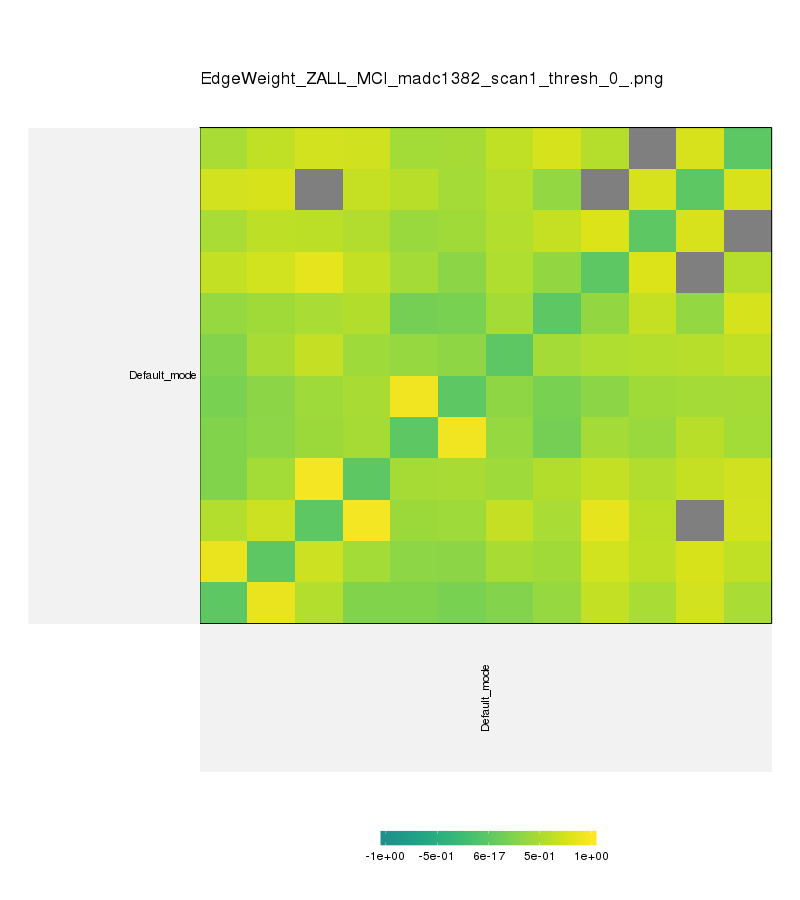 EdgeWeight_ZALL_MCI_madc1382_scan1_thresh_0_.png
Default_mode
Default_mode
-1e+00 -5e-01 6e-17 5e-01 1e+00